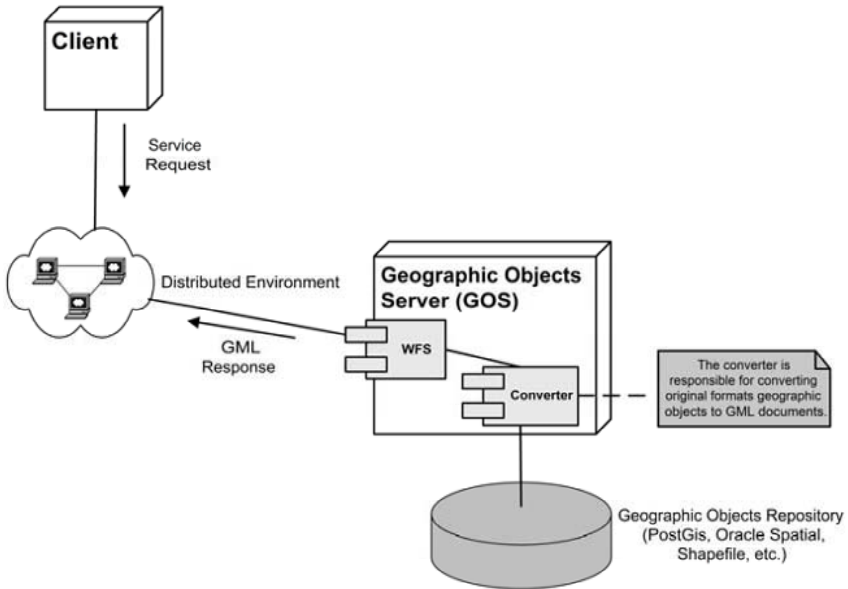 Client
Service
Request
Distributed Environment
GML
Response
Geographic Objects
Server (GOS)
WFS
Converter
The converter is
responsible for converting
original formats geographic
objects to GML documents.
Geographic Objects Repository
(PostGis, Oracle Spatial,
Shapefile, etc.)